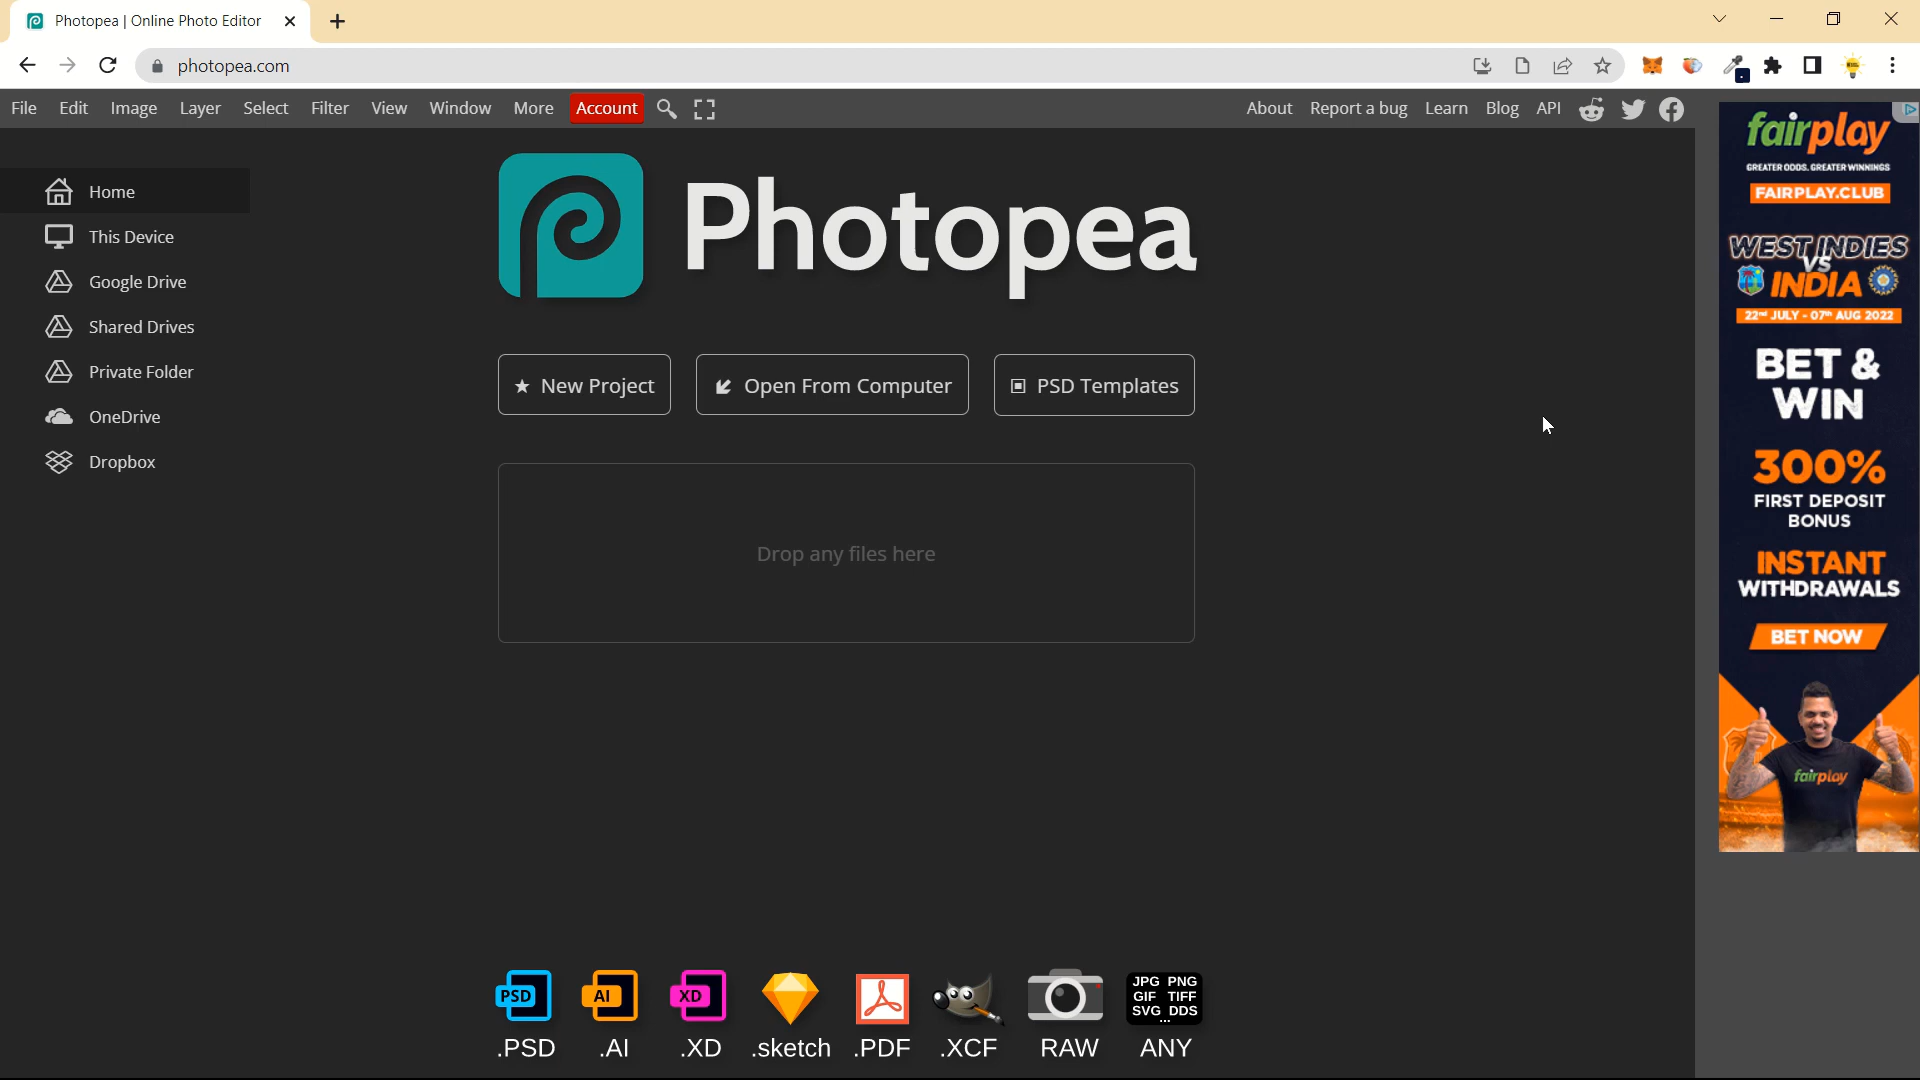 Photopea | Online Photo Editor
photopea.com
File Edit Image Layer Select Filter View Window More Account
About Report a bug Learn Blog API
Home
This Device
Google Drive
Shared Drives
Private Folder
OneDrive
Dropbox
Photopea
New Project
Open From Computer
PSD Templates
Drop any files here
PSD
AI
XD
JPG PNG
GIF TIFF
SVG DDS
...
.PSD .AI .XD .sketch .PDF .XCF RAW ANY
fairplay
GREATER ODDS. GREATER WINNINGS
FAIRPLAY.CLUB
WEST INDIES
VS
INDIA
22nd JULY - 07th AUG 2022
BET &
WIN
300%
FIRST DEPOSIT
BONUS
INSTANT
WITHDRAWALS
BET NOW
fairplay